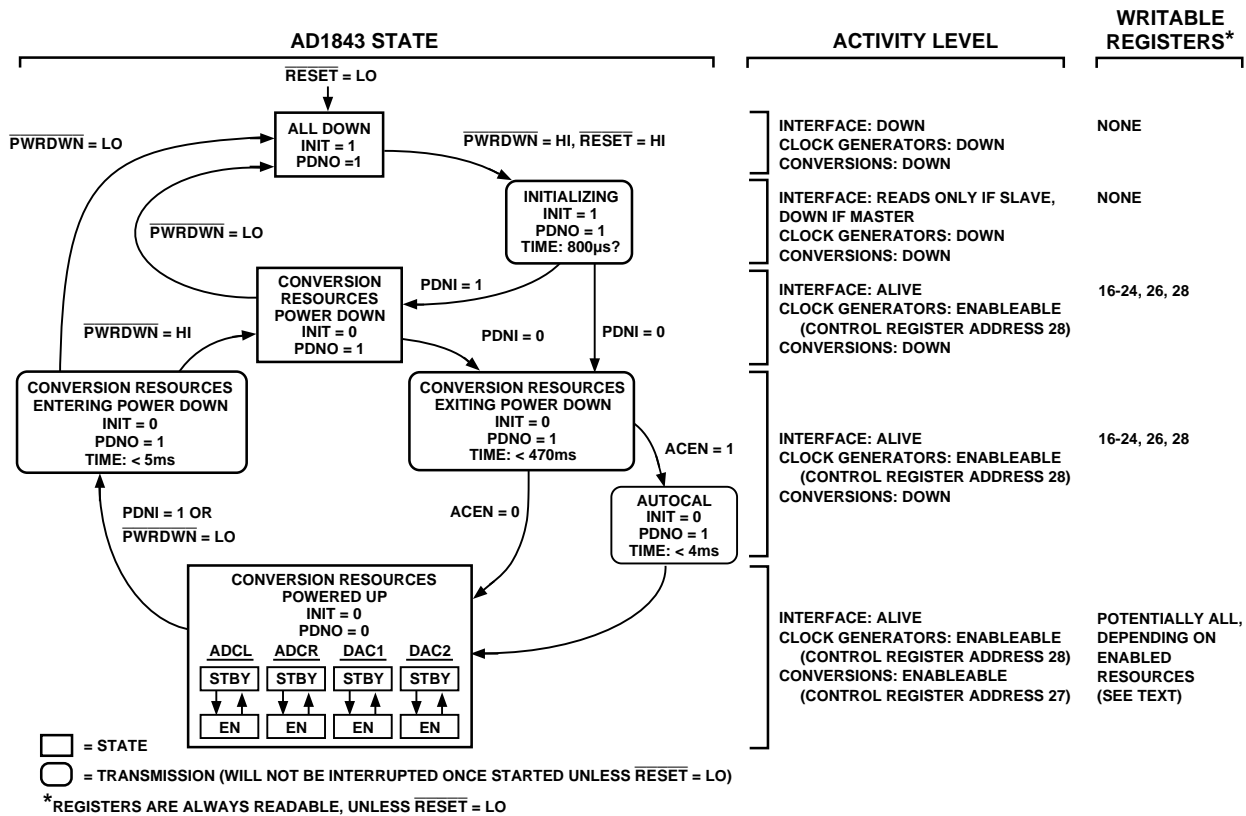 AD1843 STATE
ACTIVITY LEVEL
WRITABLE
REGISTERS*
RESET = LO
ALL DOWN
INIT = 1
PDNO =1
PWRDWN = LO
PWRDWN = HI, RESET = HI
INTERFACE: DOWN
CLOCK GENERATORS: DOWN
CONVERSIONS: DOWN
NONE
INITIALIZING
INIT = 1
PDNO = 1
TIME: 800µs?
PWRDWN = LO
INTERFACE: READS ONLY IF SLAVE,
DOWN IF MASTER
CLOCK GENERATORS: DOWN
CONVERSIONS: DOWN
NONE
CONVERSION
RESOURCES
POWER DOWN
INIT = 0
PDNO = 1
PDNI = 1
PWRDWN = HI
PDNI = 0
PDNI = 0
INTERFACE: ALIVE
CLOCK GENERATORS: ENABLEABLE
(CONTROL REGISTER ADDRESS 28)
CONVERSIONS: DOWN
16-24, 26, 28
CONVERSION RESOURCES
ENTERING POWER DOWN
INIT = 0
PDNO = 1
TIME: < 5ms
CONVERSION RESOURCES
EXITING POWER DOWN
INIT = 0
PDNO = 1
TIME: < 470ms
ACEN = 1
INTERFACE: ALIVE
CLOCK GENERATORS: ENABLEABLE
(CONTROL REGISTER ADDRESS 28)
CONVERSIONS: DOWN
16-24, 26, 28
PDNI = 1 OR
PWRDWN = LO
ACEN = 0
AUTOCAL
INIT = 0
PDNO = 1
TIME: < 4ms
CONVERSION RESOURCES
POWERED UP
INIT = 0
PDNO = 0
ADCL ADCR DAC1 DAC2
STBY STBY STBY STBY
EN EN EN EN
INTERFACE: ALIVE
CLOCK GENERATORS: ENABLEABLE
(CONTROL REGISTER ADDRESS 28)
CONVERSIONS: ENABLEABLE
(CONTROL REGISTER ADDRESS 27)
POTENTIALLY ALL,
DEPENDING ON
ENABLED
RESOURCES
(SEE TEXT)
= STATE
= TRANSMISSION (WILL NOT BE INTERRUPTED ONCE STARTED UNLESS RESET = LO)
*REGISTERS ARE ALWAYS READABLE, UNLESS RESET = LO